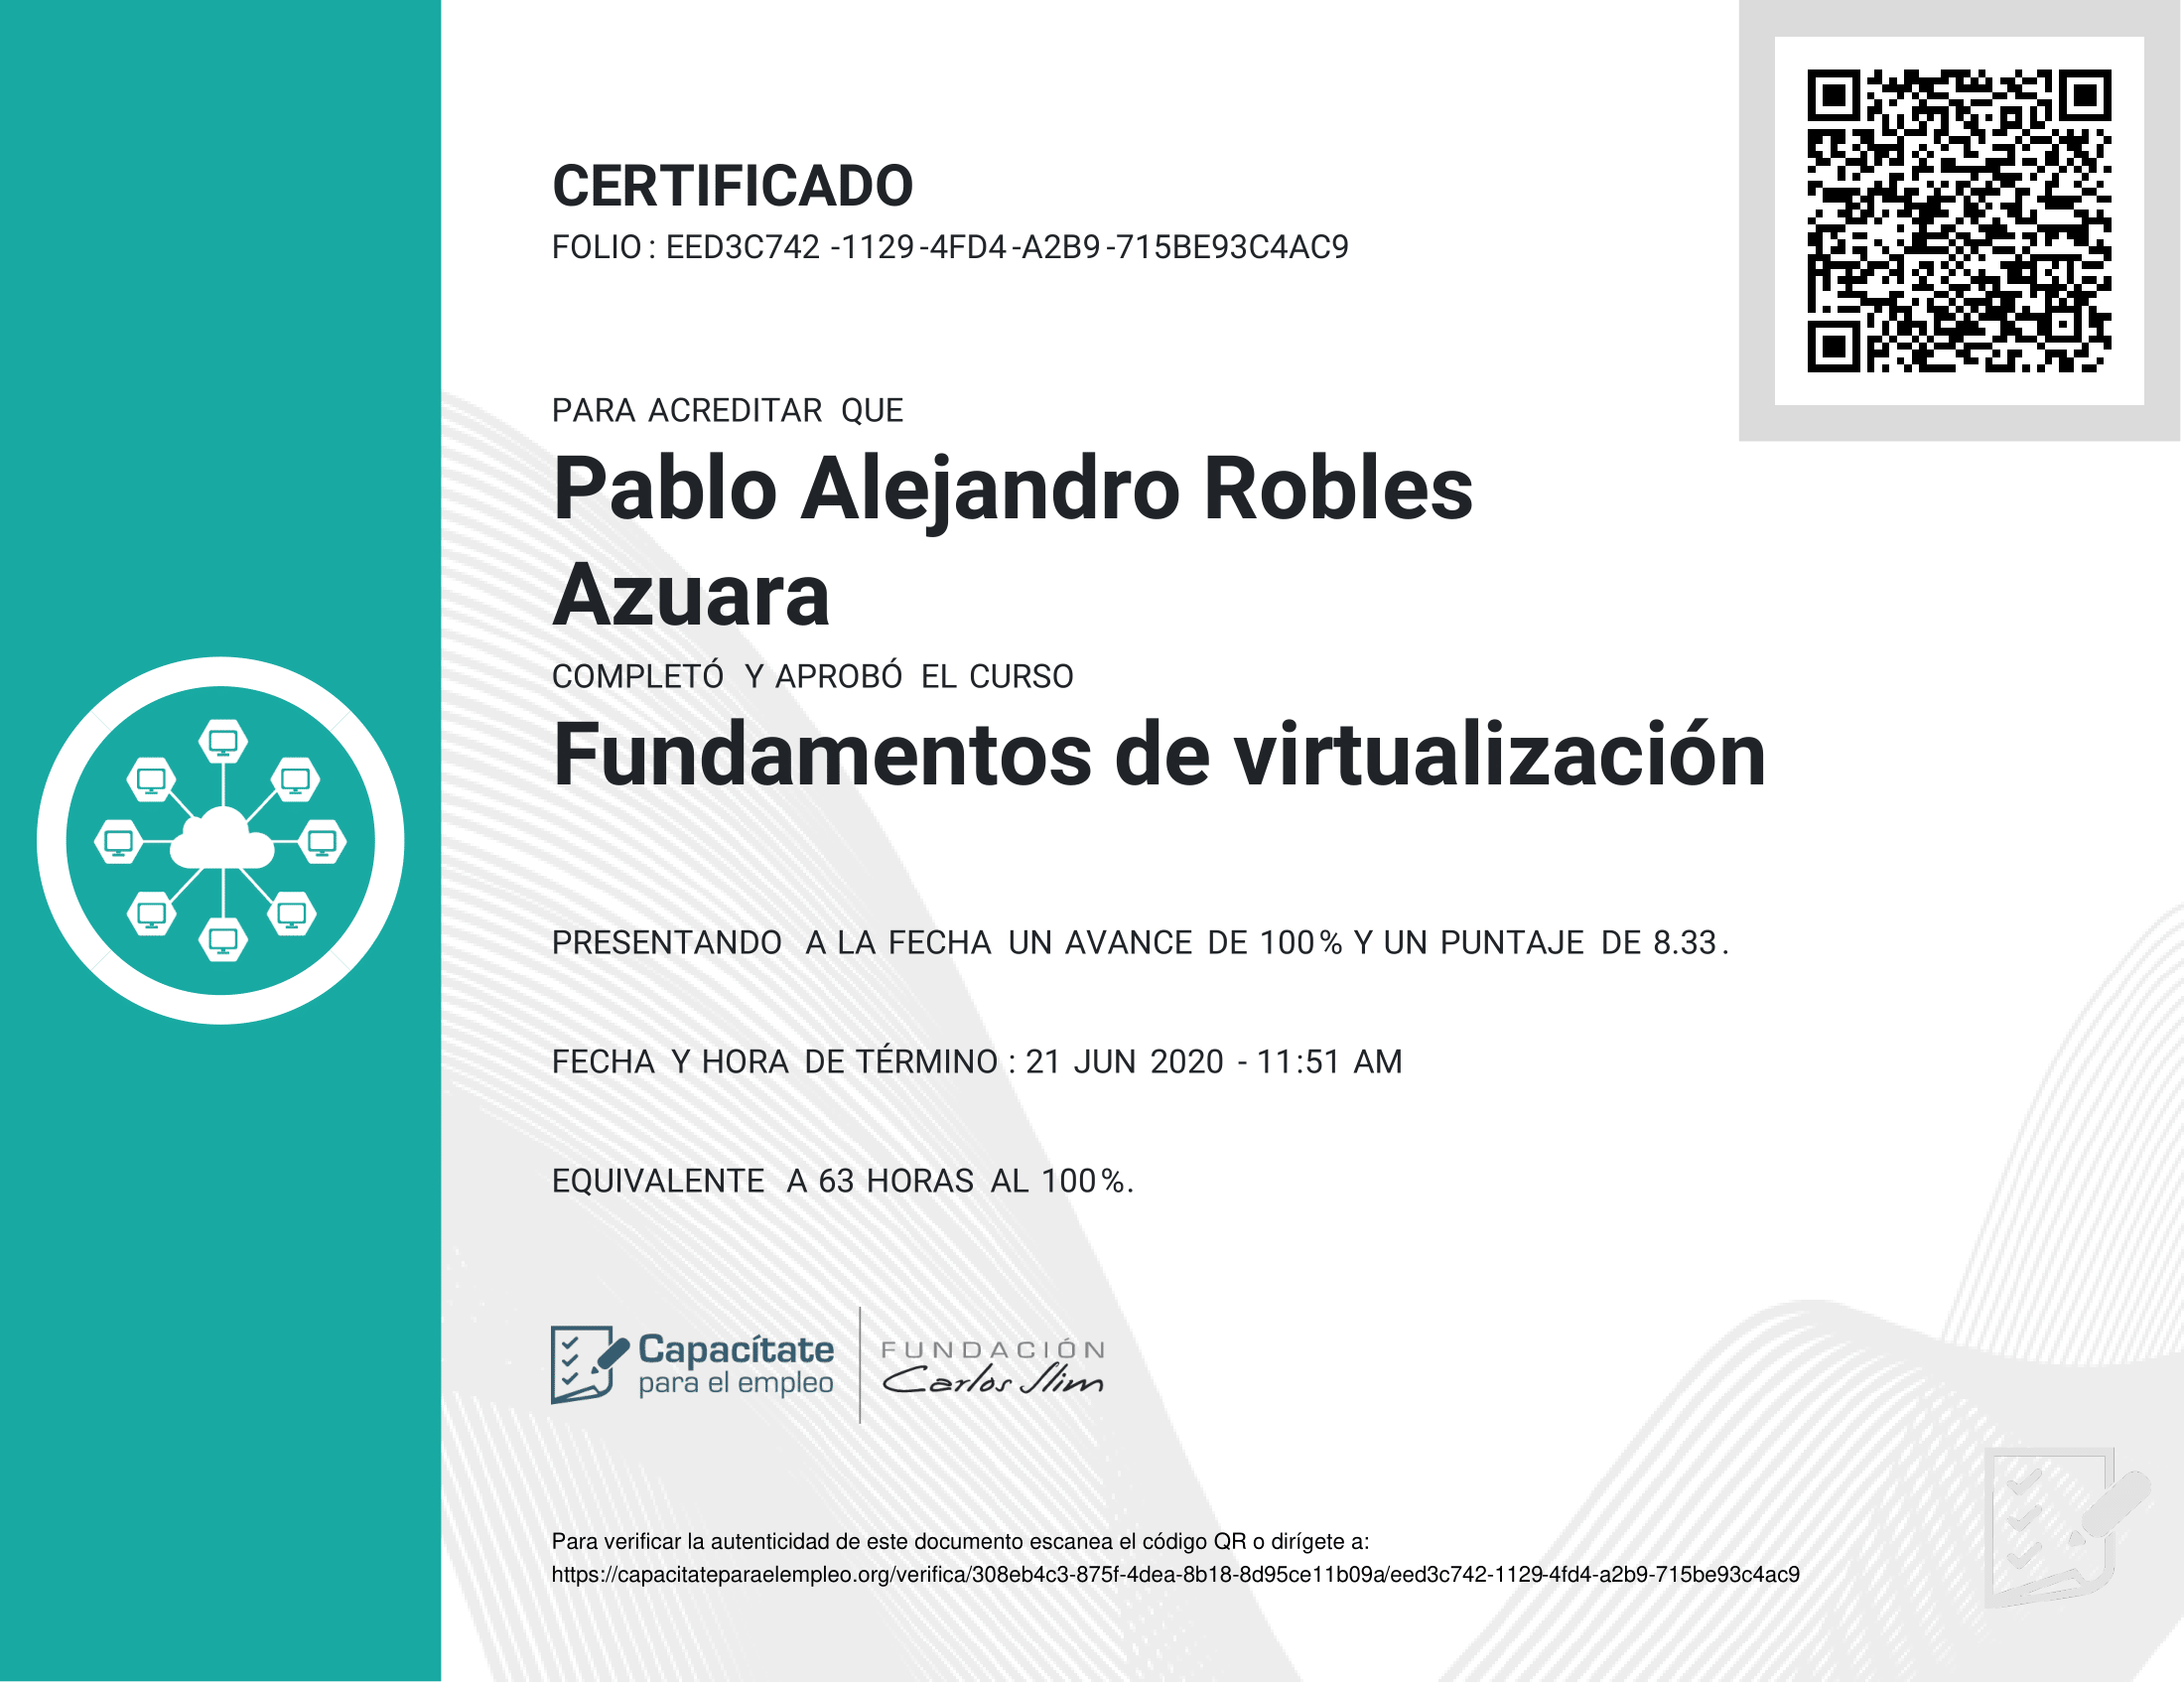 CERTIFICADO
FOLIO : EED3C742 -1129 -4FD4 -A2B9 -715BE93C4AC9
PARA ACREDITAR QUE
Pablo Alejandro Robles
Azuara
COMPLETÓ Y APROBÓ EL CURSO
Fundamentos de virtualización
PRESENTANDO A LA FECHA UN AVANCE DE 100% Y UN PUNTAJE DE 8.33.
FECHA Y HORA DE TÉRMINO : 21 JUN 2020 - 11:51 AM
EQUIVALENTE A 63 HORAS AL 100%.
Capacítate
para el empleo
FUNDACIÓN
Carlos Slim
Para verificar la autenticidad de este documento escanea el código QR o dirígete a:
https://capacitateparaelempleo.org/verifica/308eb4c3-875f-4dea-8b18-8d95ce11b09a/eed3c742-1129-4fd4-a2b9-715be93c4ac9